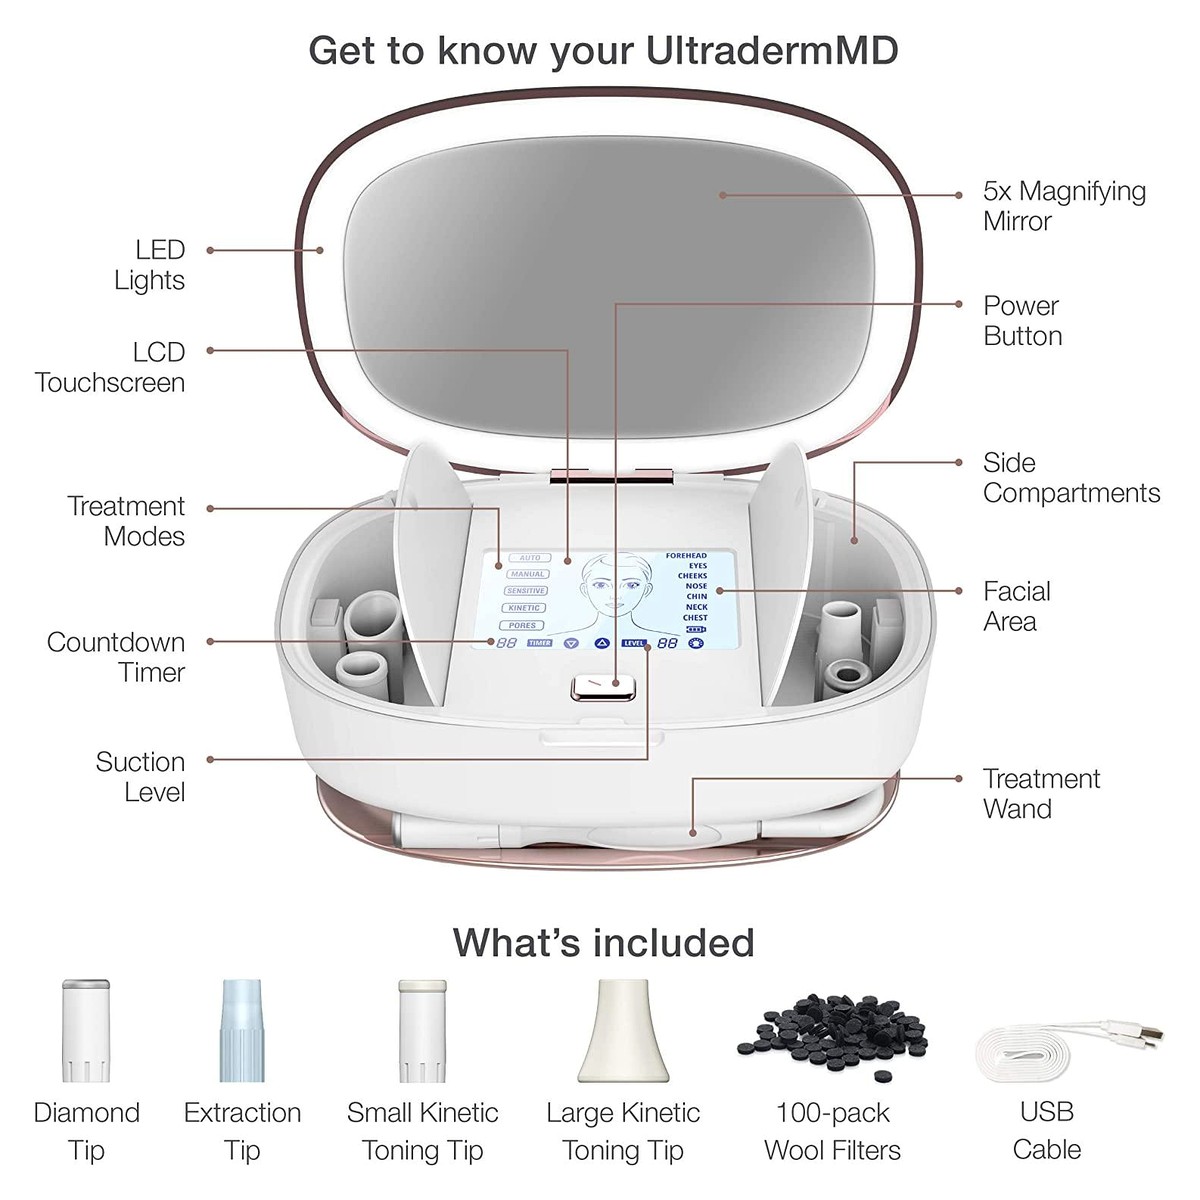 Get to know your UltradermMD
LED
Lights
5x Magnifying
Mirror
LCD
Touchscreen
Power
Button
Treatment
Modes
Side
Compartments
AUTO
MANUAL
SENSITIVE
KINETIC
PORES
FOREHEAD
EYES
CHEEKS
NOSE
CHIN
NECK
CHEST
88 TIMER LEVEL 88
Facial
Area
Countdown
Timer
Suction
Level
Treatment
Wand
What's included
Diamond
Tip
Extraction
Tip
Small Kinetic
Toning Tip
Large Kinetic
Toning Tip
100-pack
Wool Filters
USB
Cable